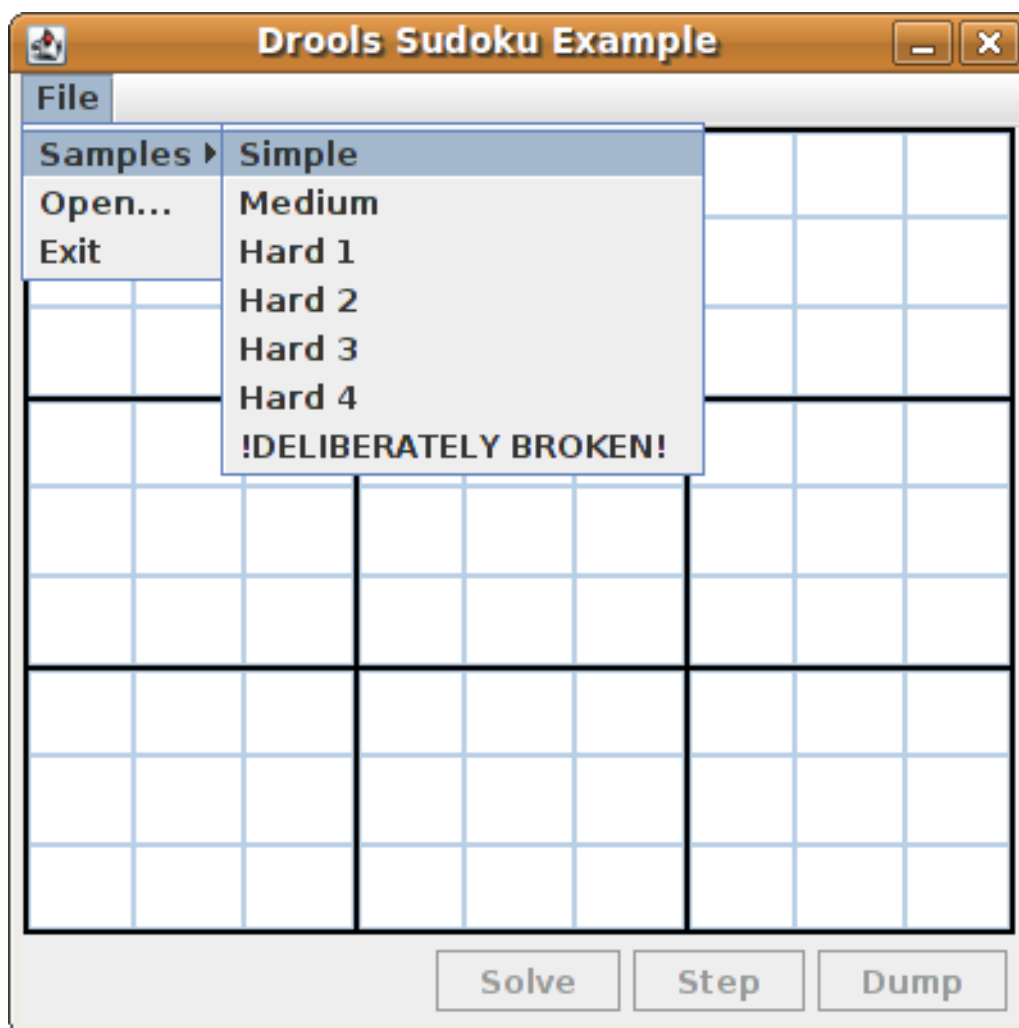 Drools Sudoku Example
File
Samples
Open...
Exit
Simple
Medium
Hard 1
Hard 2
Hard 3
Hard 4
!DELIBERATELY BROKEN!
Solve
Step
Dump